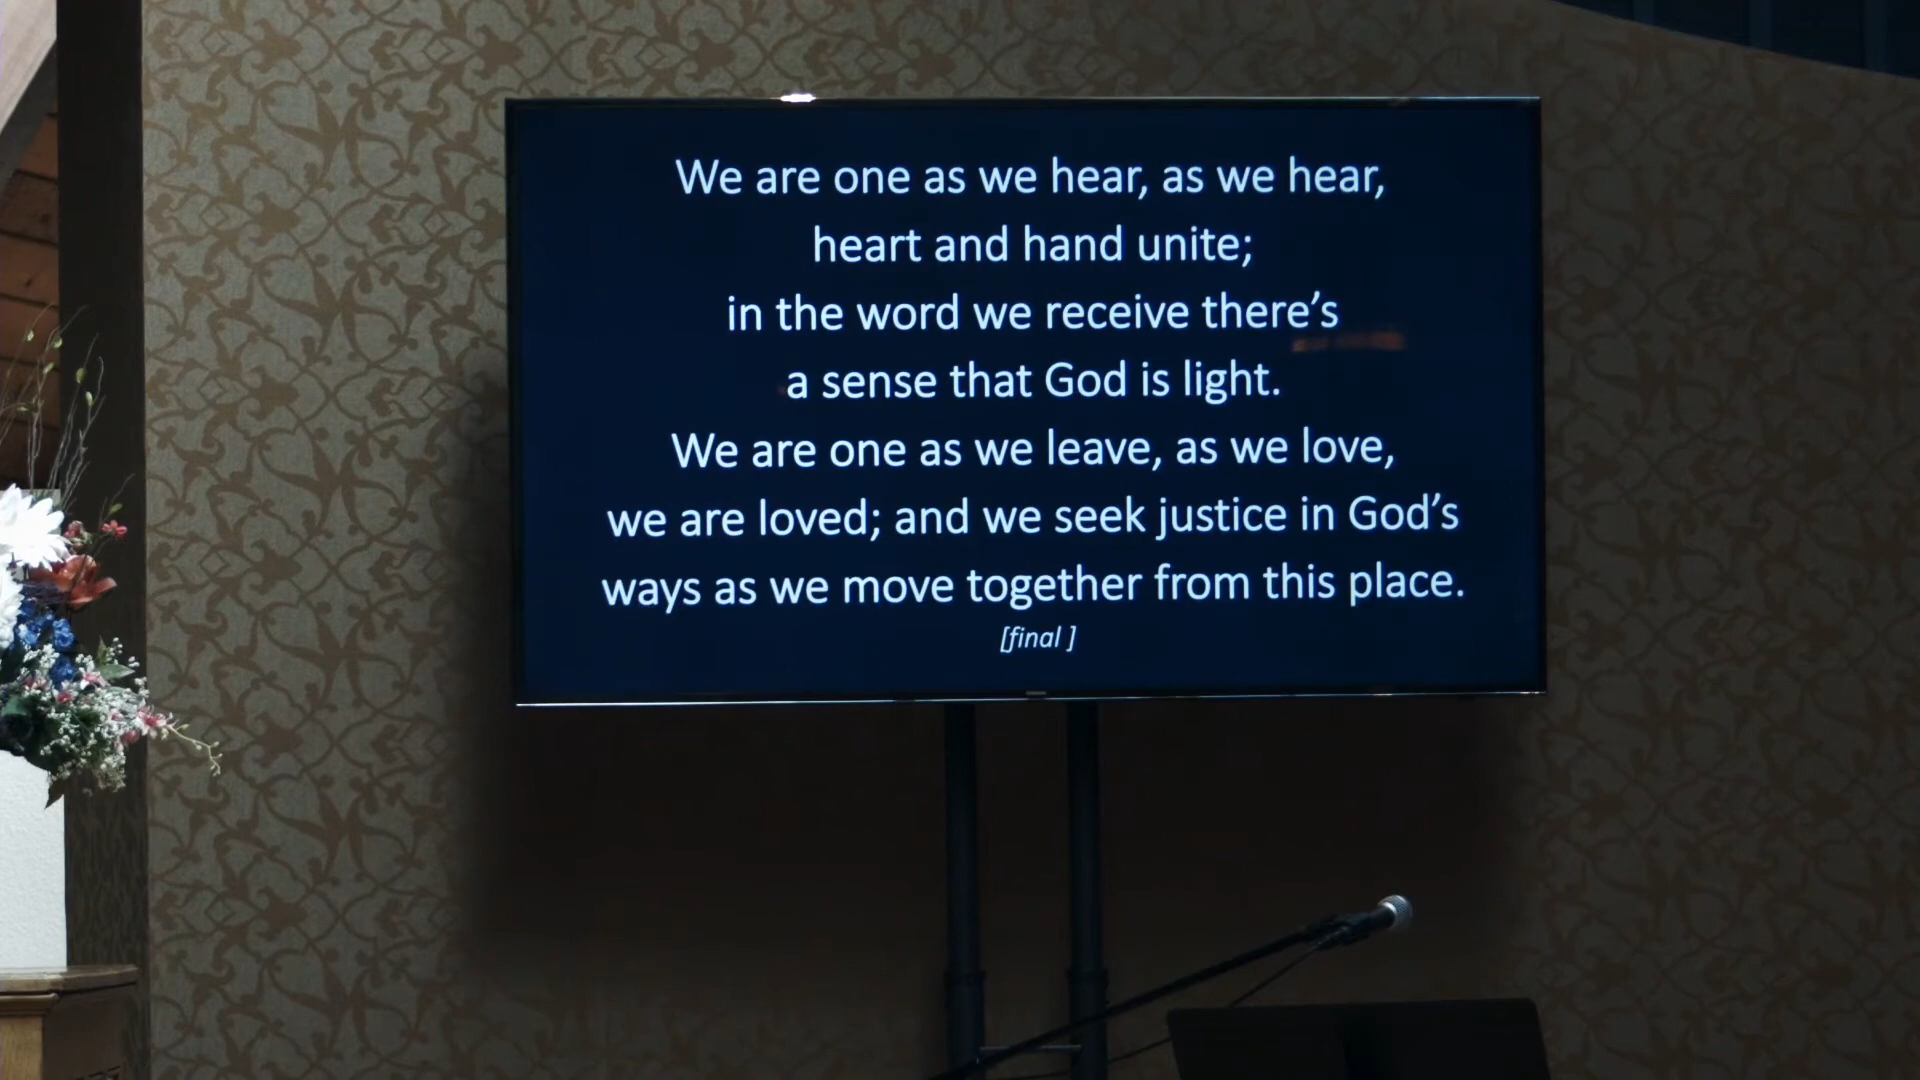 We are one as we hear, as we hear,
heart and hand unite;
in the word we receive there’s
a sense that God is light.
We are one as we leave, as we love,
we are loved; and we seek justice in God’s
ways as we move together from this place.
[final ]